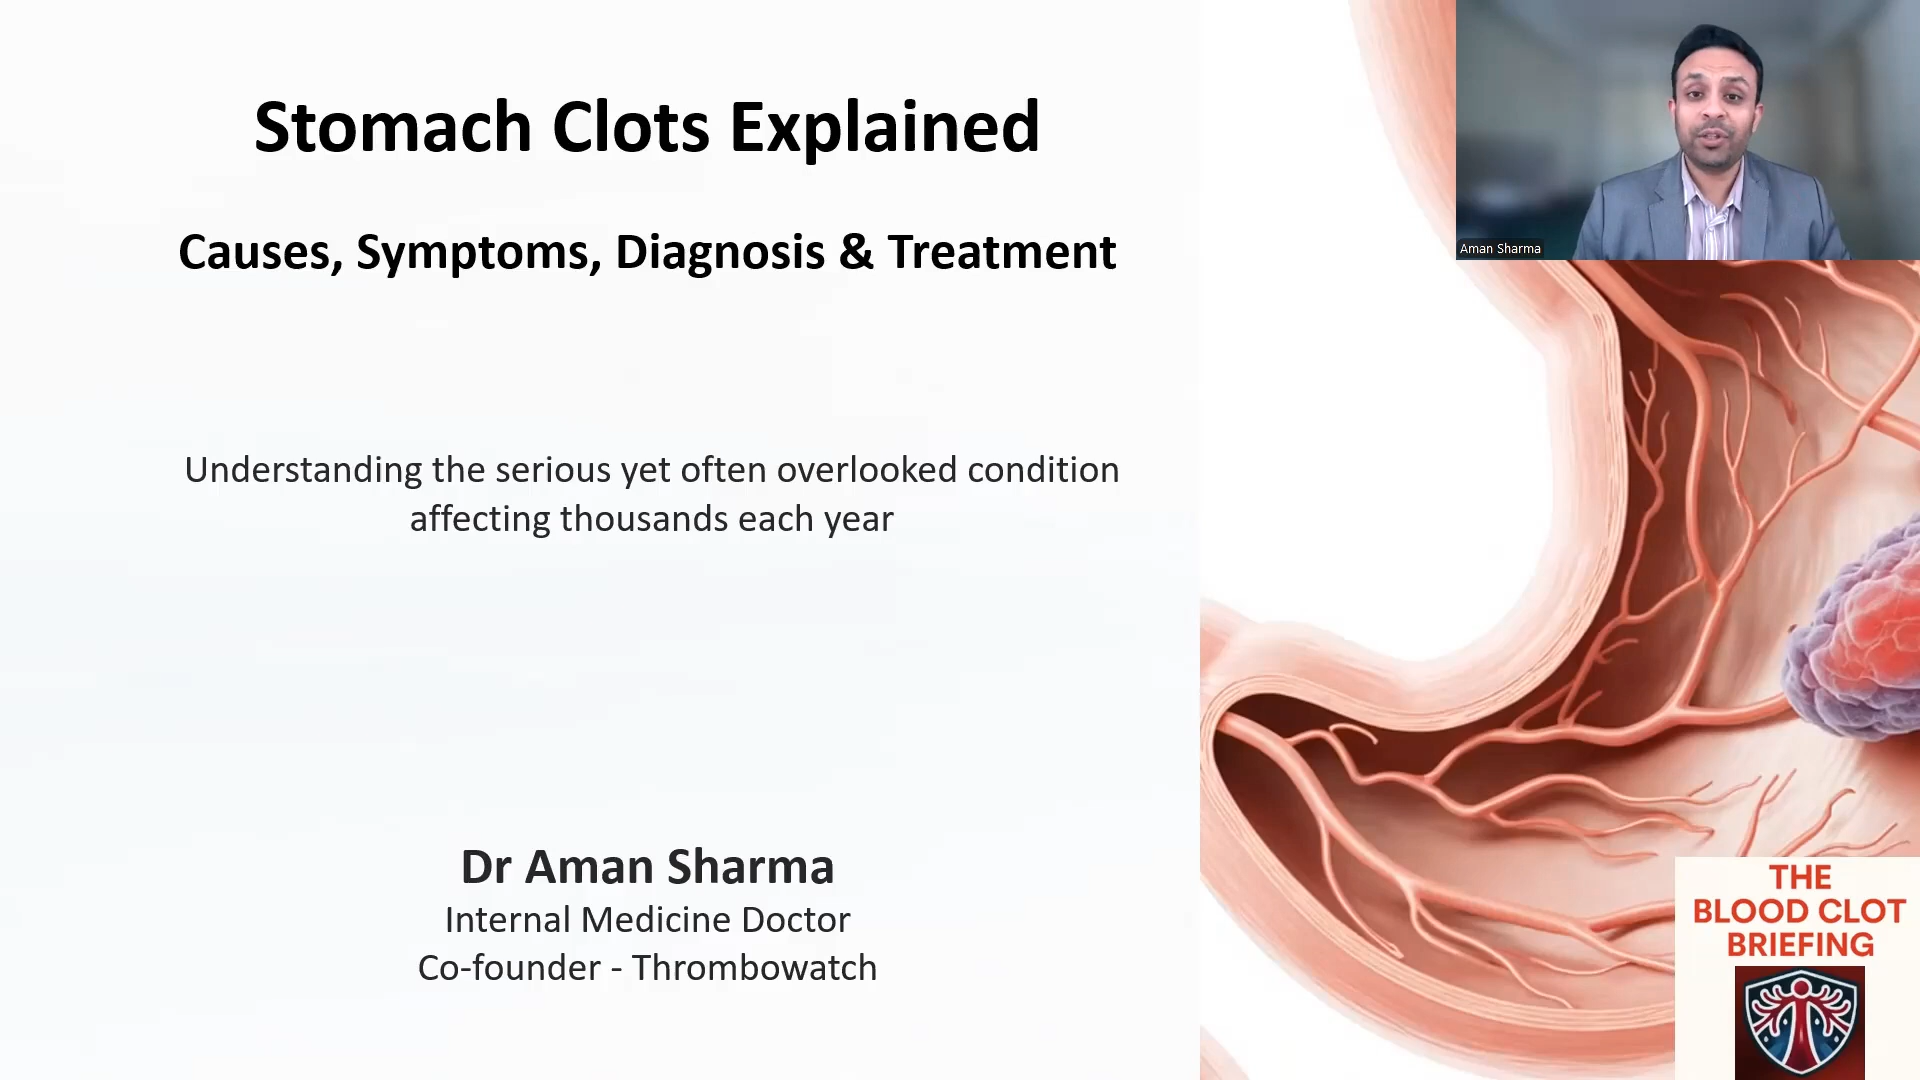 Stomach Clots Explained
Causes, Symptoms, Diagnosis & Treatment
Understanding the serious yet often overlooked condition
affecting thousands each year
Dr Aman Sharma
Internal Medicine Doctor
Co-founder - Thrombowatch
Aman Sharma
THE
BLOOD CLOT
BRIEFING